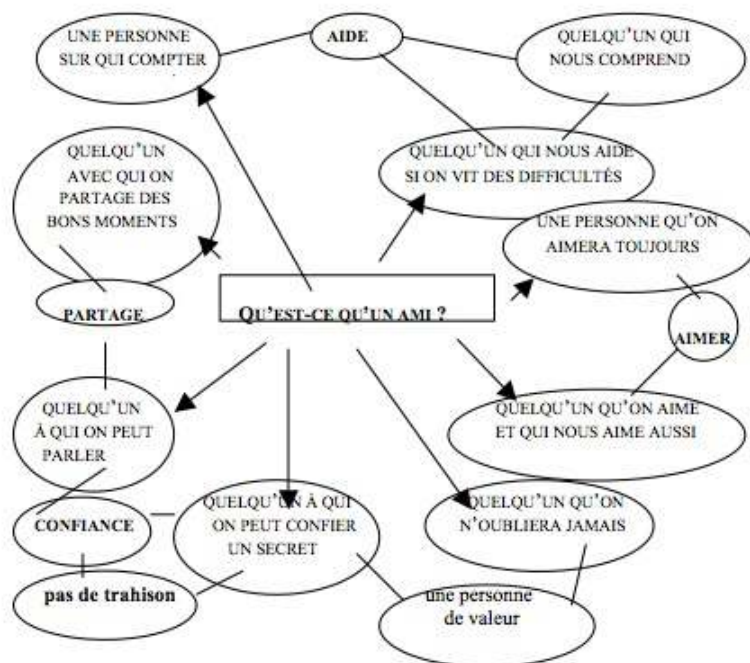 UNE PERSONNE
SUR QUI COMPTER
AIDE
QUELQU'UN QUI
NOUS COMPREND
QUELQU'UN
AVEC QUI ON
PARTAGE DES
BONS MOMENTS
QUELQU'UN QUI NOUS AIDE
SI ON VIT DES DIFFICULTÉS
UNE PERSONNE QU'ON
AIMERA TOUJOURS
PARTAGE
QU'EST-CE QU'UN AMI ?
AIMER
QUELQU'UN
À QUI ON PEUT
PARLER
QUELQU'UN QU'ON AIME
ET QUI NOUS AIME AUSSI
CONFIANCE
QUELQU'UN À QUI
ON PEUT CONFIER
UN SECRET
QUELQU'UN QU'ON
N'OUBLIERA JAMAIS
pas de trahison
une personne
de valeur